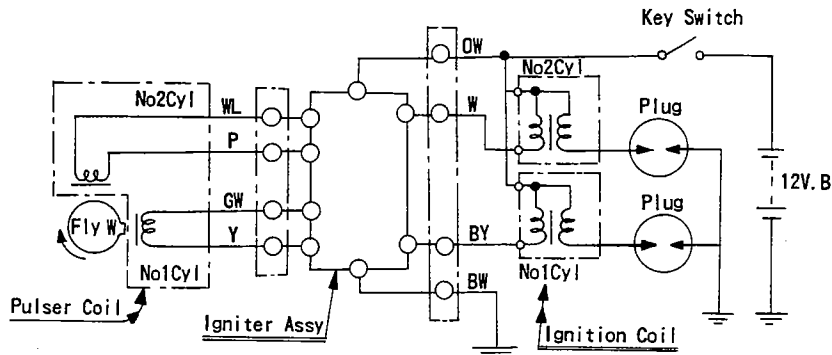 Key Switch
OW
No2Cyl
No2Cyl
WL
W
Plug
P
12V.B
GW
Plug
Fly W
Y
BY
No1Cyl
No1Cyl
BW
Pulser Coil
Igniter Assy
Ignition Coil